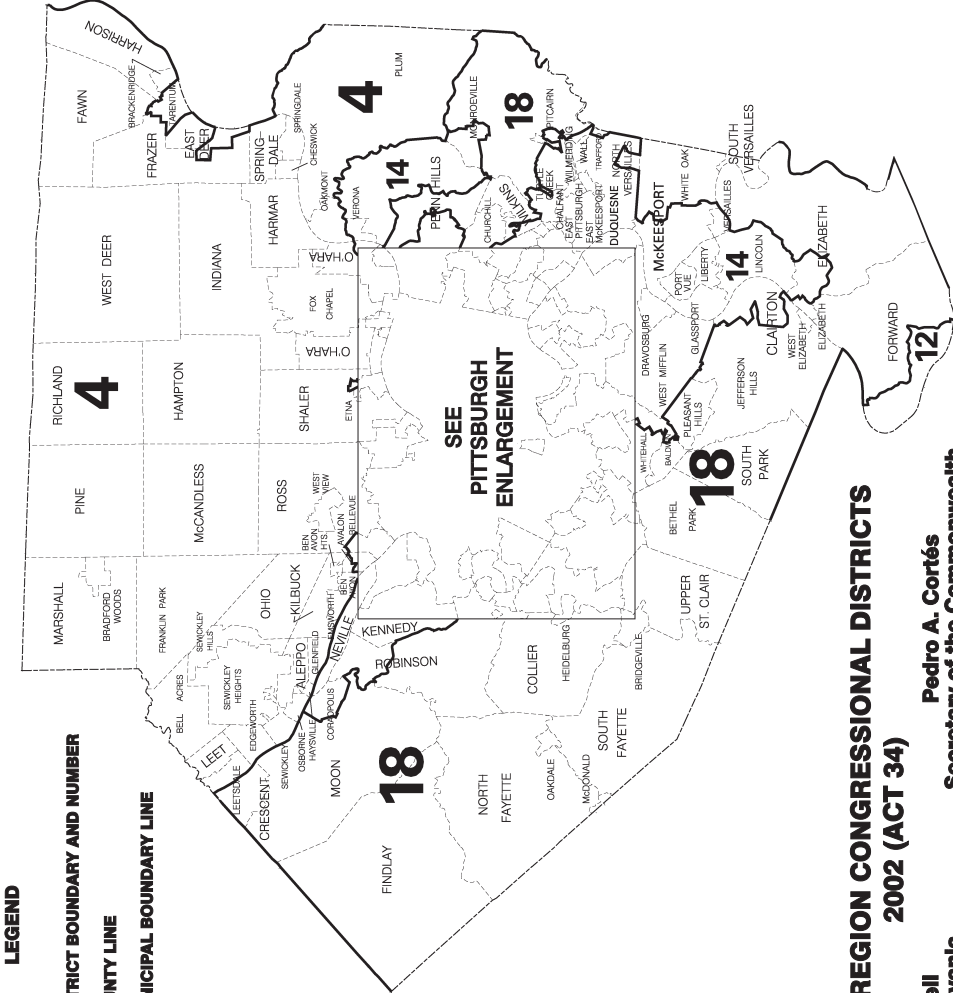 LEGEND
TRICT BOUNDARY AND NUMBER
NTY LINE
NICIPAL BOUNDARY LINE
HARRISON
FAWN
BRACKENRIDGE
TARENTUM
FRAZER
EAST
DEER
SPRING-
DALE
SPRINGDALE
CHESWICK
4
PLUM
MONROEVILLE
18
PITCAIRN
14
PENN HILLS
OAKMONT
VERONA
HARMAR
WEST DEER
INDIANA
O'HARA
FOX
CHAPEL
O'HARA
CHURCHILL
WILKINS
TURTLE
CREEK
WILMERDING
WALL
TRAFFORD
CHALFANT
EAST
PITTSBURGH
EAST
McKEESPORT
NORTH
VERSAILLES
DUQUESNE
McKEESPORT
WHITE OAK
SOUTH
VERSAILLES
VERSAILLES
RICHLAND
4
HAMPTON
SHALER
ETNA
SEE
PITTSBURGH
ENLARGEMENT
DRAVOSBURG
PORT
VUE
LIBERTY
14
LINCOLN
ELIZABETH
GLASSPORT
CLAIRTON
WEST
ELIZABETH
ELIZABETH
FORWARD
12
WEST MIFFLIN
JEFFERSON
HILLS
PLEASANT
HILLS
WHITEHALL
BALDWIN
18
SOUTH
PARK
BETHEL
PARK
PINE
McCANDLESS
ROSS
WEST
VIEW
BELLEVUE
AVALON
BEN
AVON
HTS.
BEN
AVON
MARSHALL
BRADFORD
WOODS
FRANKLIN PARK
OHIO
KILBUCK
EMSWORTH
NEVILLE
KENNEDY
ROBINSON
SEWICKLEY
HILLS
ALEPPO
GLENFIELD
SEWICKLEY
HEIGHTS
BELL ACRES
LEET
LEETSDALE
EDGEWORTH
SEWICKLEY
OSBORNE
HAYSVILLE
CORAOPOLIS
CRESCENT
MOON
18
FINDLAY
NORTH
FAYETTE
OAKDALE
McDONALD
SOUTH
FAYETTE
COLLIER
HEIDELBURG
BRIDGEVILLE
UPPER
ST. CLAIR
REGION CONGRESSIONAL DISTRICTS
2002 (ACT 34)
Pedro A. Cortés